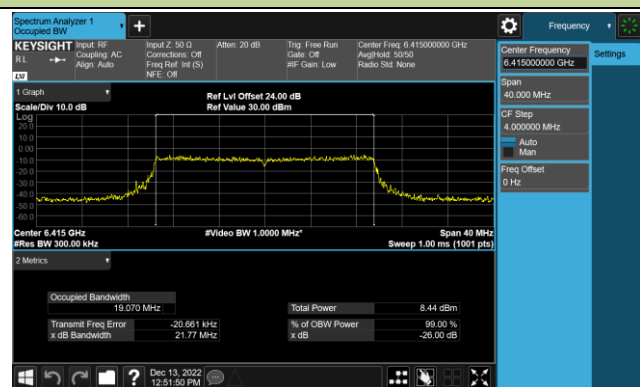 Spectrum Analyzer 1
Occupied BW
Frequency
KEYSIGHT Input: RF
Coupling: AC
Align: Auto
Input Z: 50 Ω
Corrections: Off
Freq Ref: Int (S)
NFE: Off
Atten: 20 dB
Trig: Free Run
Gate: Off
#IF Gain: Low
Center Freq: 6.415000000 GHz
Avg|Hold: 50/50
Radio Std: None
RL
LXI
Center Frequency
6.415000000 GHz
Settings
Span
40.000 MHz
CF Step
4.000000 MHz
Auto
Man
Freq Offset
0 Hz
1 Graph
Scale/Div 10.0 dB
Ref Lvl Offset 24.00 dB
Ref Value 30.00 dBm
Log
20.0
10.0
0.00
-10.0
-20.0
-30.0
-40.0
-50.0
-60.0
Center 6.415 GHz
#Res BW 300.00 kHz
#Video BW 1.0000 MHz*
Span 40 MHz
Sweep 1.00 ms (1001 pts)
2 Metrics
Occupied Bandwidth
19.070 MHz
Total Power 8.44 dBm
Transmit Freq Error -20.661 kHz
% of OBW Power 99.00 %
x dB Bandwidth 21.77 MHz
x dB -26.00 dB
?
Dec 13, 2022
12:51:50 PM